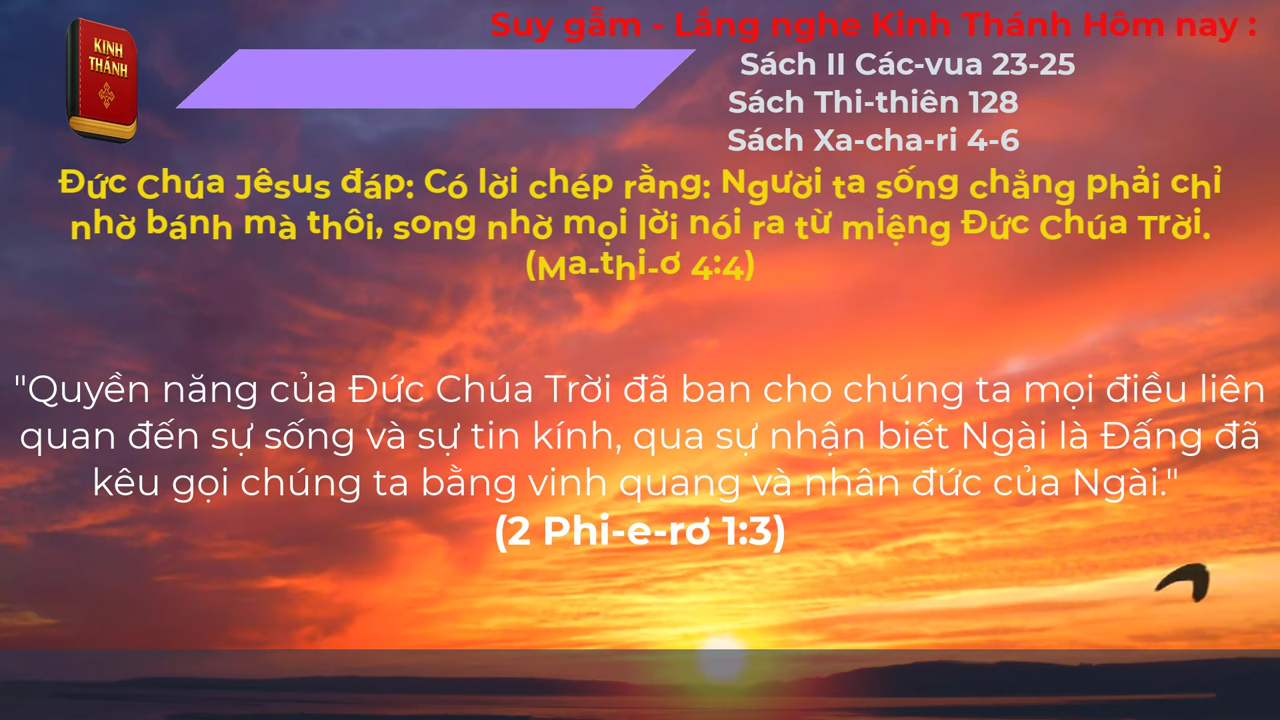 Suy gẫm - Lắng nghe Kinh Thánh Hôm nay :
KINH
THÁNH
Sách II Các-vua 23-25
Sách Thi-thiên 128
Sách Xa-cha-ri 4-6
Đức Chúa Jêsus đáp: Có lời chép rằng: Người ta sống chẳng phải chỉ
nhờ bánh mà thôi, song nhờ mọi lời nói ra từ miệng Đức Chúa Trời.
(Ma-thi-ơ 4:4)
"Quyền năng của Đức Chúa Trời đã ban cho chúng ta mọi điều liên
quan đến sự sống và sự tin kính, qua sự nhận biết Ngài là Đấng đã
kêu gọi chúng ta bằng vinh quang và nhân đức của Ngài."
(2 Phi-e-rơ 1:3)